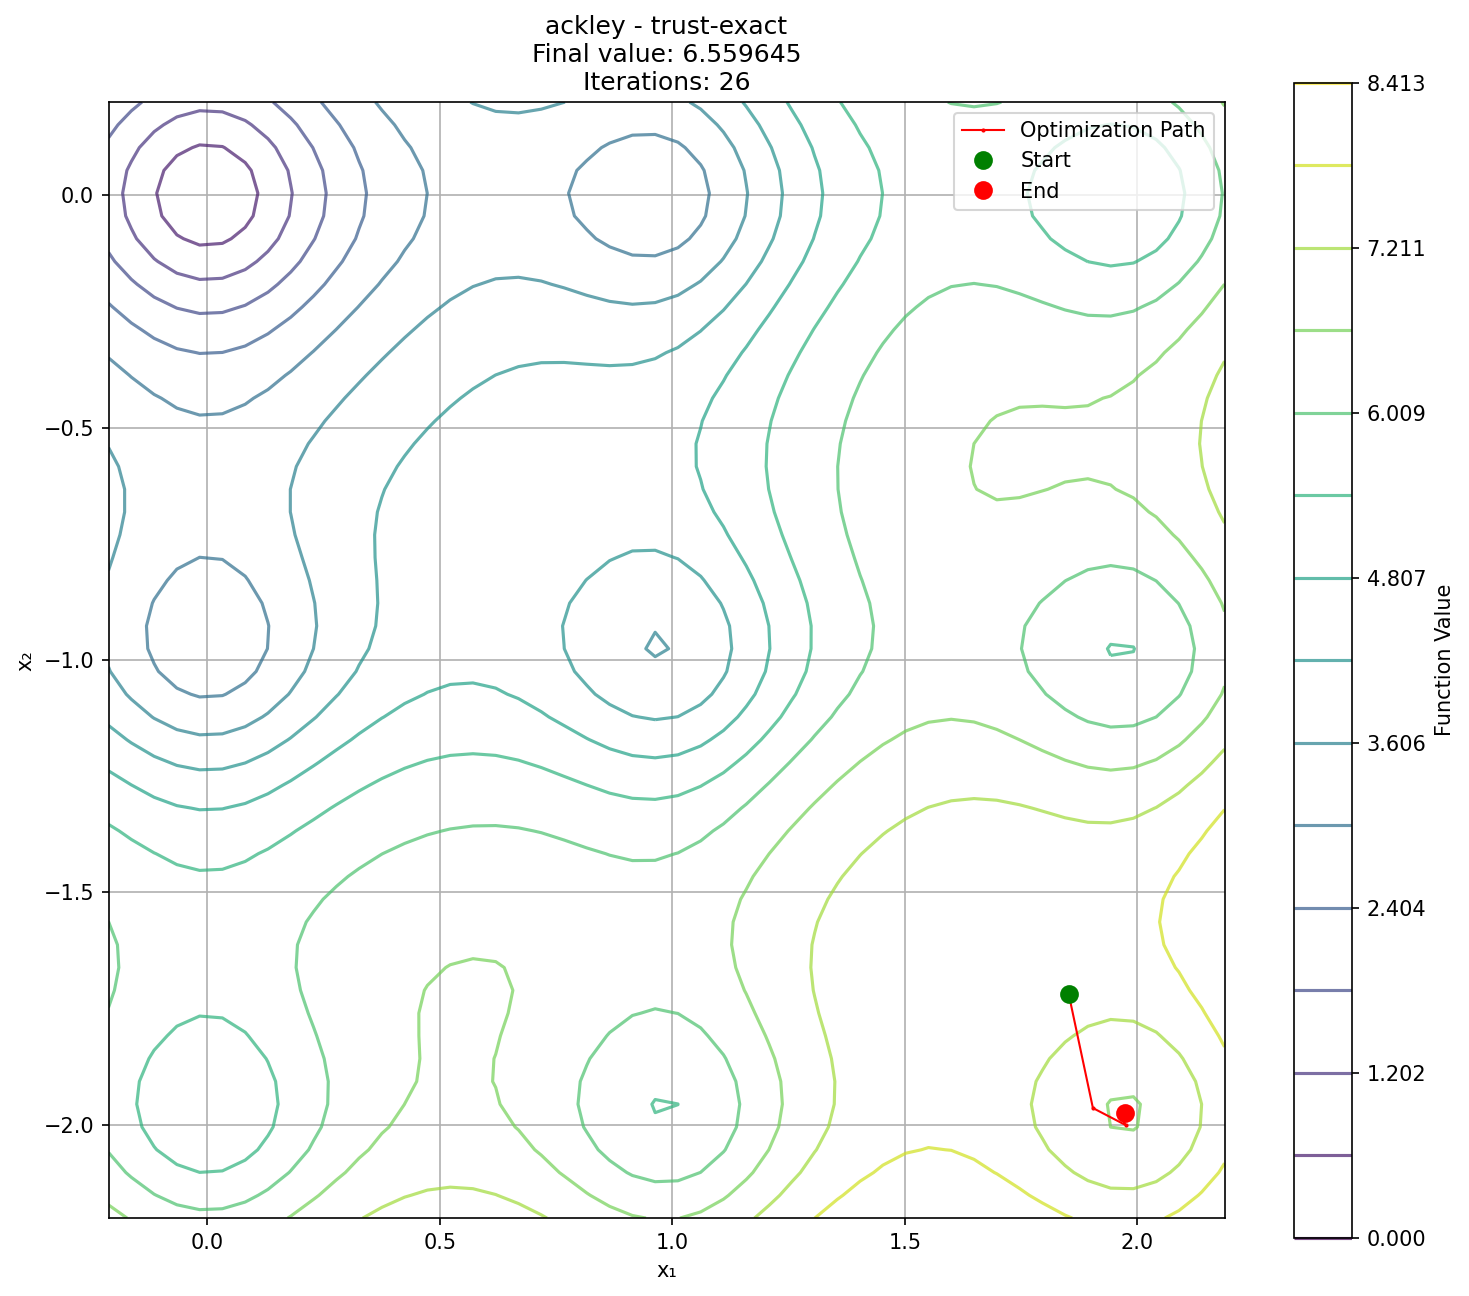 ackley - trust-exact
Final value: 6.559645
Iterations: 26
Optimization Path
Start
End
0.0
−0.5
−1.0
−1.5
−2.0
x₂
0.0
0.5
1.0
1.5
2.0
x₁
8.413
7.211
6.009
4.807
3.606
2.404
1.202
0.000
Function Value